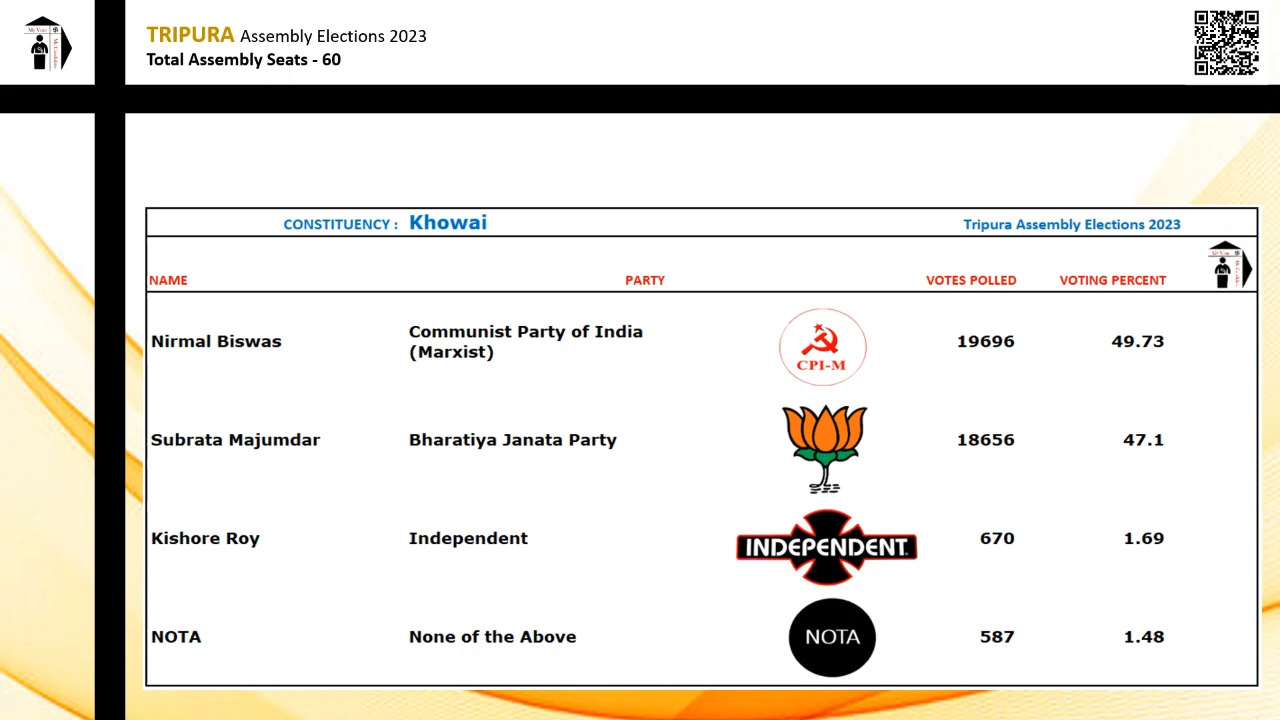 TRIPURA Assembly Elections 2023
Total Assembly Seats - 60
CONSTITUENCY : Khowai Tripura Assembly Elections 2023
NAME PARTY VOTES POLLED VOTING PERCENT
Nirmal Biswas Communist Party of India (Marxist) CPI-M 19696 49.73
Subrata Majumdar Bharatiya Janata Party 18656 47.1
Kishore Roy Independent INDEPENDENT 670 1.69
NOTA None of the Above NOTA 587 1.48